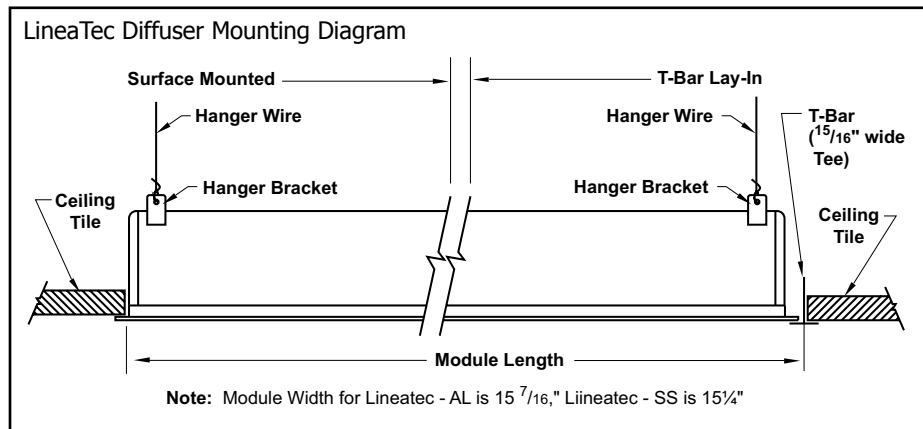 LineaTec Diffuser Mounting Diagram
Surface Mounted
T-Bar Lay-In
Hanger Wire
Hanger Wire
T-Bar
(15/16" wide
Tee)
Hanger Bracket
Hanger Bracket
Ceiling
Tile
Ceiling
Tile
Module Length
Note: Module Width for Lineatec - AL is 15 7/16," Liineatec - SS is 15¼"